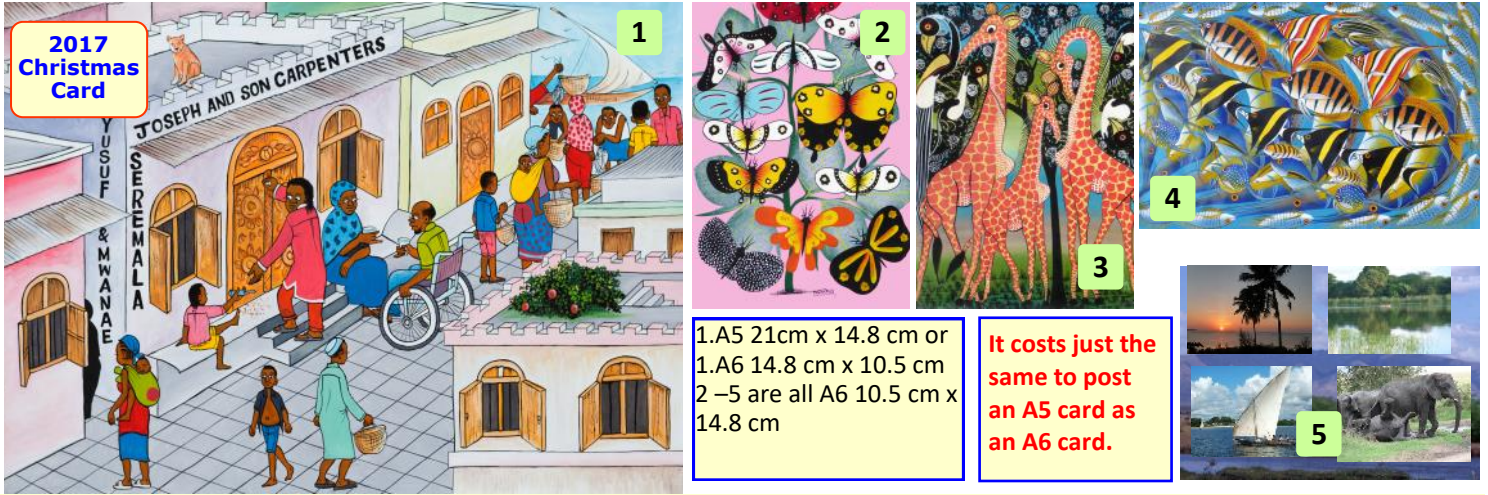 2017
Christmas
Card
1
JOSEPH AND SON CARPENTERS
YUSUF & MWANAE
SEREMALA
2
3
4
1.A5 21cm x 14.8 cm or
1.A6 14.8 cm x 10.5 cm
2 –5 are all A6 10.5 cm x
14.8 cm
It costs just the
same to post
an A5 card as
an A6 card.
5